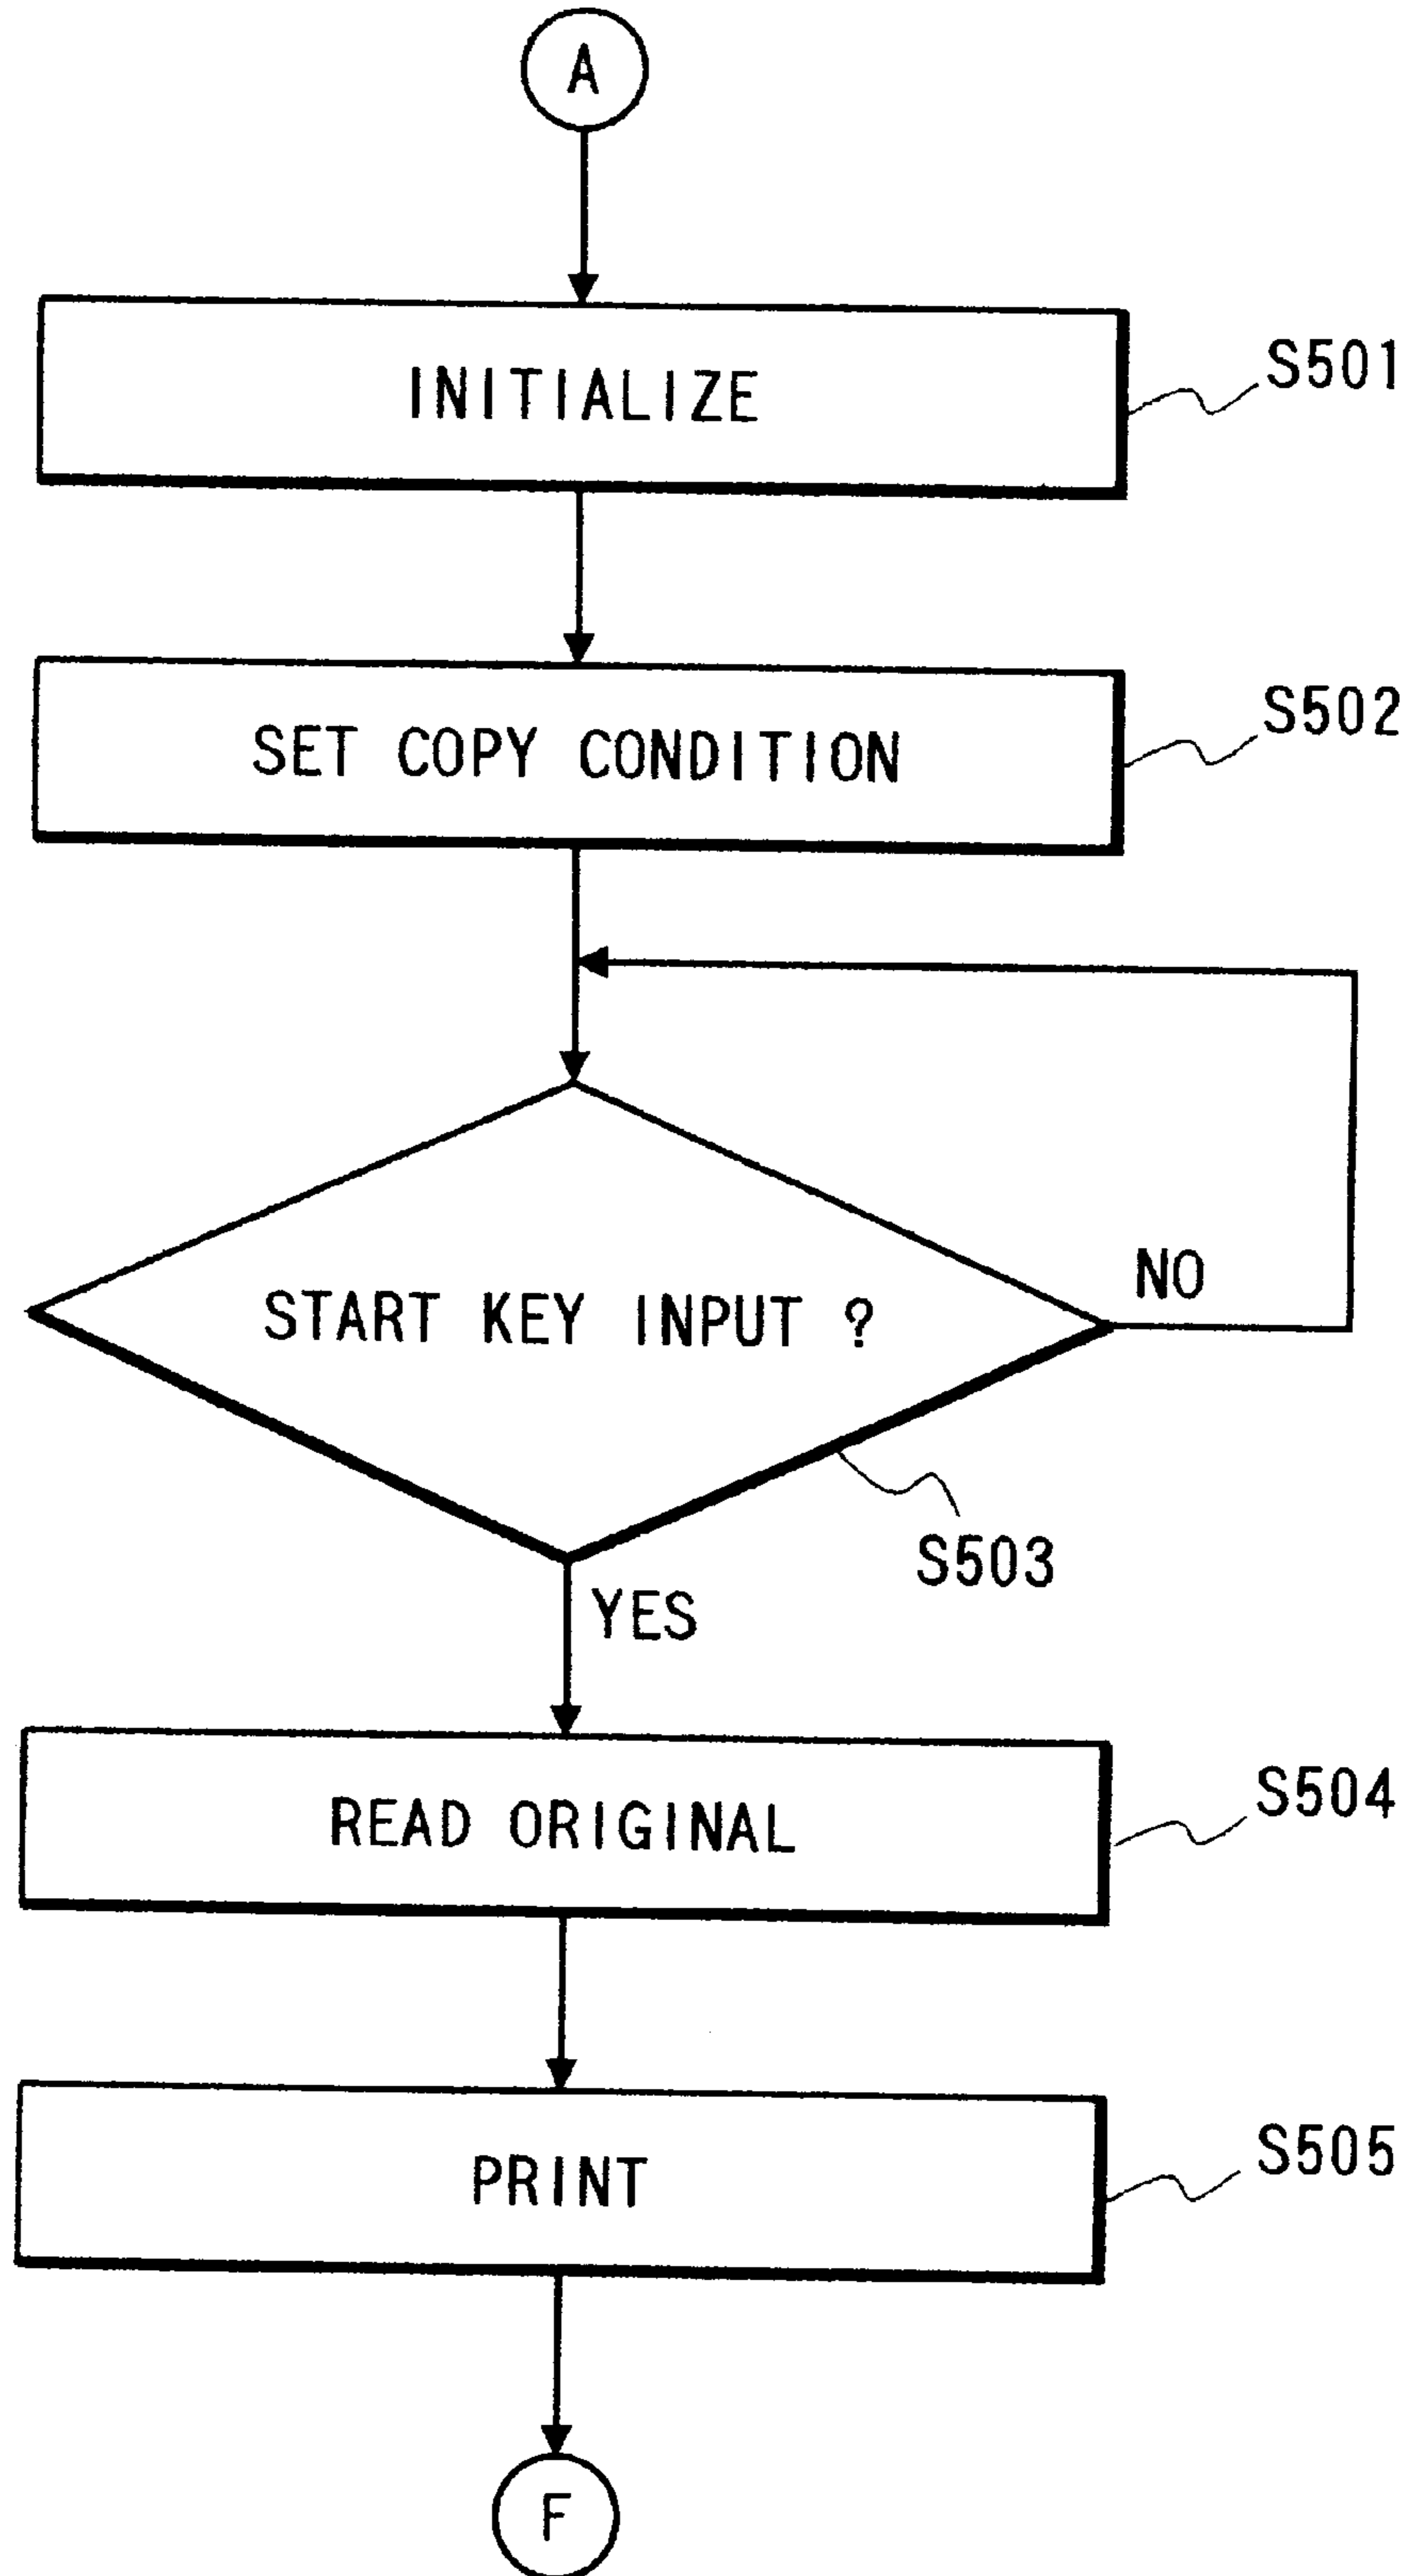 A
INITIALIZE
S501
SET COPY CONDITION
S502
START KEY INPUT ?
NO
S503
YES
READ ORIGINAL
S504
PRINT
S505
F